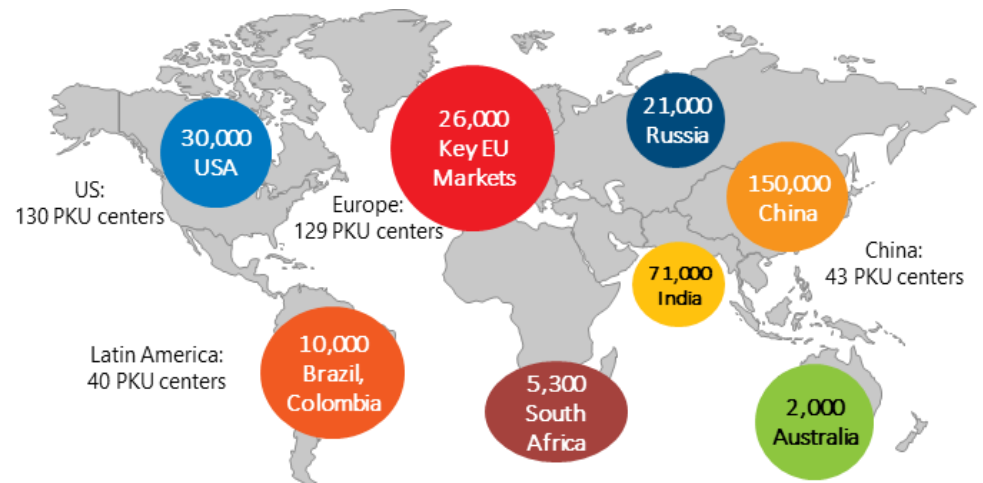 30,000
USA
US:
130 PKU centers
26,000
Key EU
Markets
Europe:
129 PKU centers
21,000
Russia
150,000
China
China:
43 PKU centers
71,000
India
Latin America:
40 PKU centers
10,000
Brazil,
Colombia
5,300
South
Africa
2,000
Australia